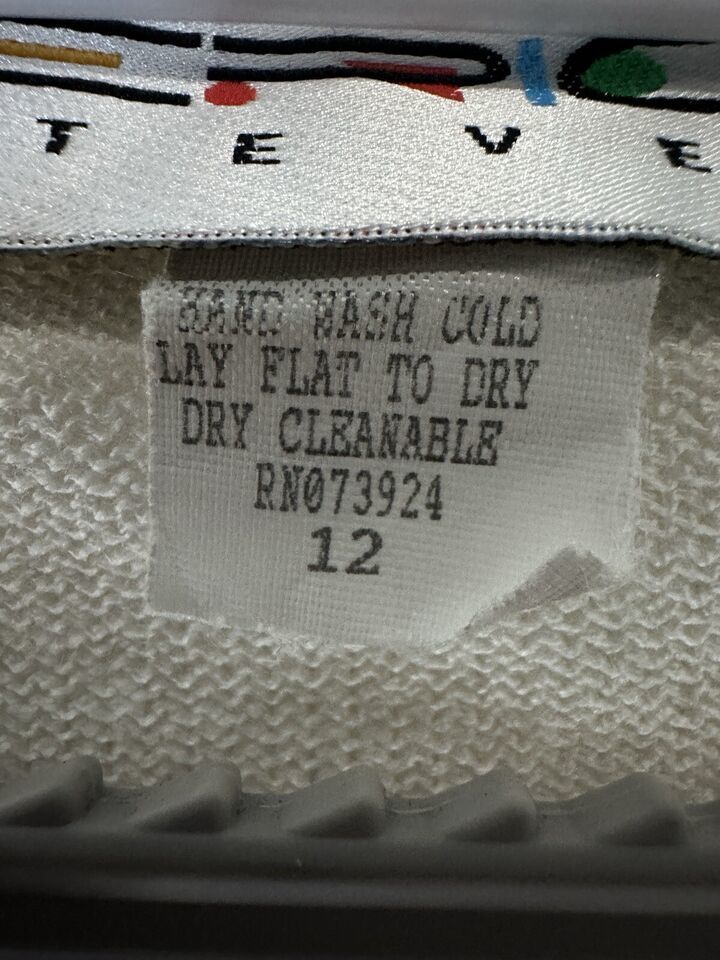 T E V E
HAND WASH COLD
LAY FLAT TO DRY
DRY CLEANABLE
RN073924
12